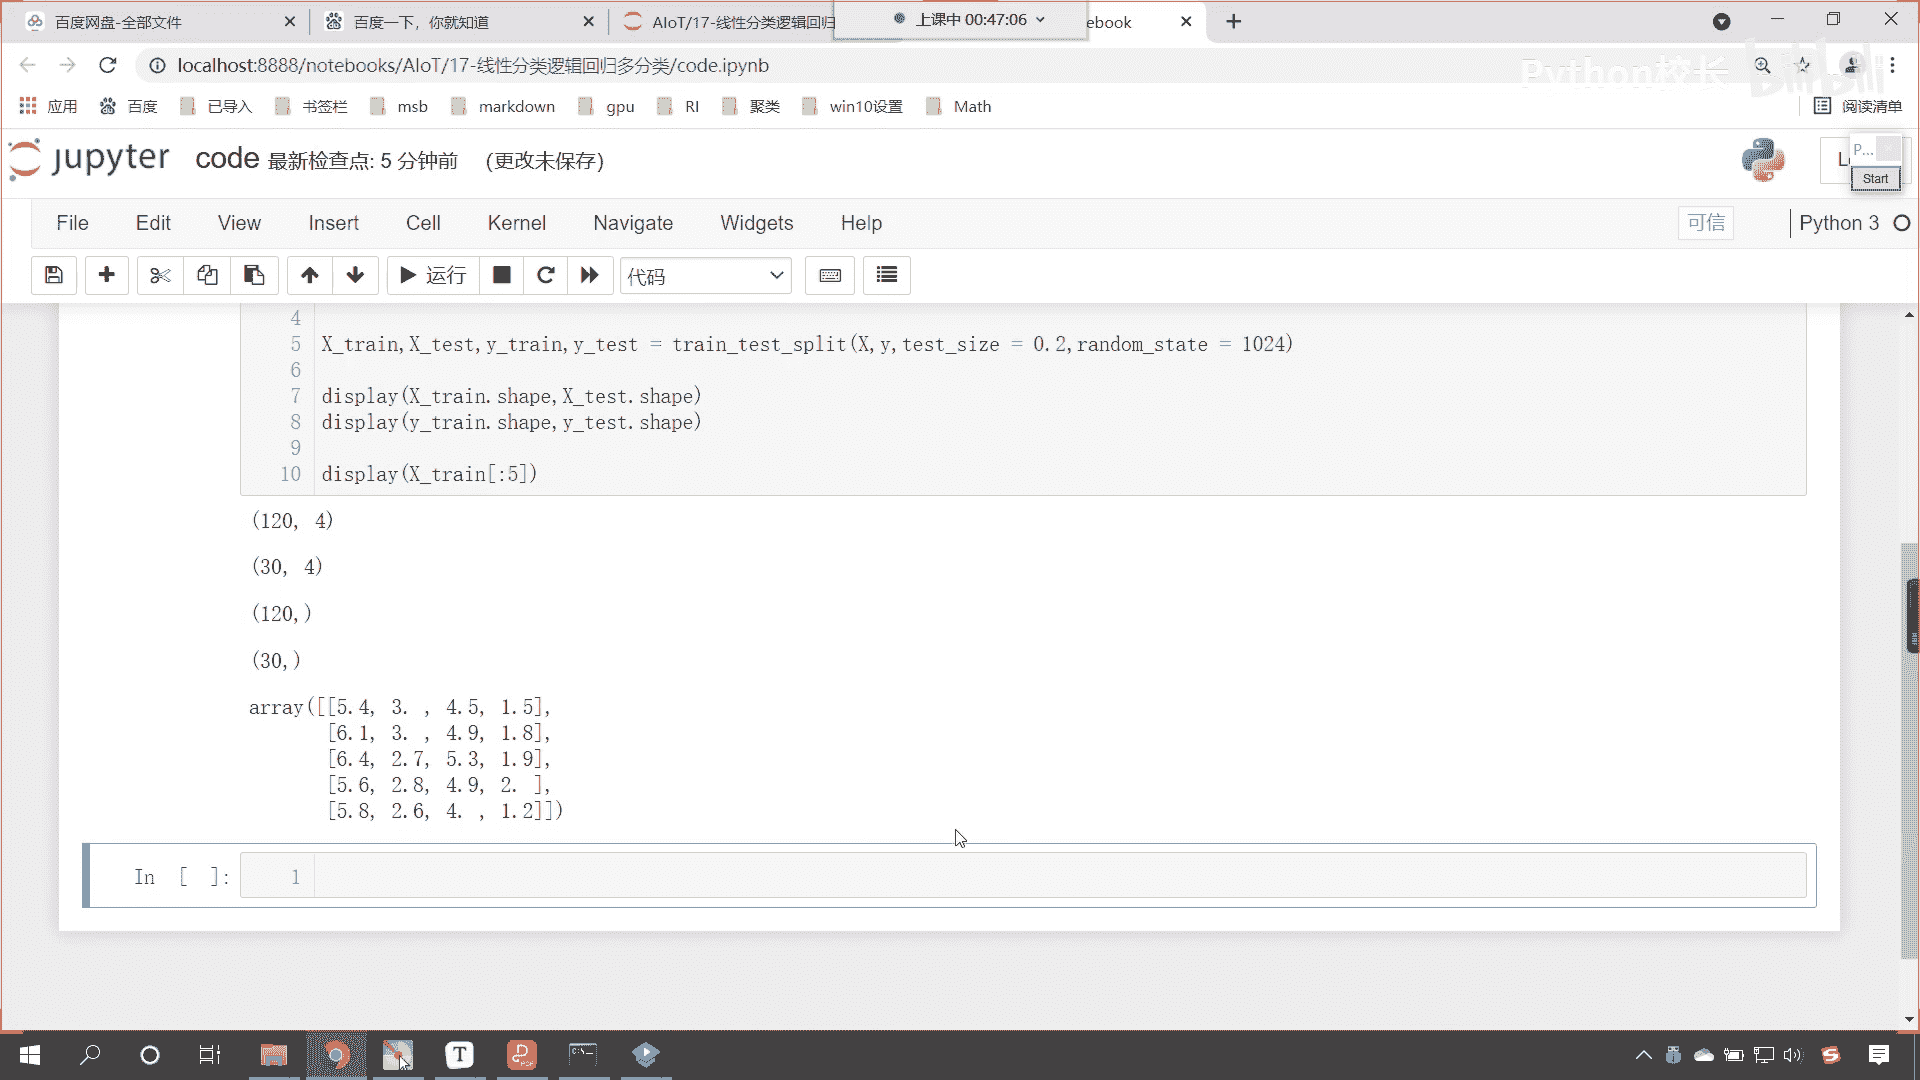 百度网盘-全部文件
百度一下，你就知道
AIoT/17-线性分类逻辑回归
上课中 00:47:06
ebook
localhost:8888/notebooks/AIoT/17-线性分类逻辑回归多分类/code.ipynb
Python校长
bilibili
应用
百度
已导入
书签栏
msb
markdown
gpu
RI
聚类
win10设置
Math
阅读清单
jupyter
code 最新检查点: 5 分钟前 (更改未保存)
P...
Start
File Edit View Insert Cell Kernel Navigate Widgets Help
可信
Python 3
运行
代码
4
5 X_train,X_test,y_train,y_test = train_test_split(X,y,test_size = 0.2,random_state = 1024)
6
7 display(X_train.shape,X_test.shape)
8 display(y_train.shape,y_test.shape)
9
10 display(X_train[:5])
(120, 4)
(30, 4)
(120,)
(30,)
array([[5.4, 3. , 4.5, 1.5],
[6.1, 3. , 4.9, 1.8],
[6.4, 2.7, 5.3, 1.9],
[5.6, 2.8, 4.9, 2. ],
[5.8, 2.6, 4. , 1.2]])
In [ ]: 1